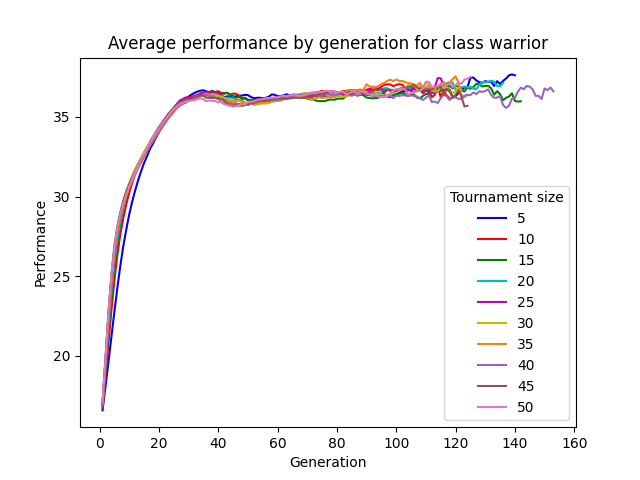 Average performance by generation for class warrior
Performance
35
30
25
20
0 20 40 60 80 100 120 140 160
Generation
Tournament size
5
10
15
20
25
30
35
40
45
50